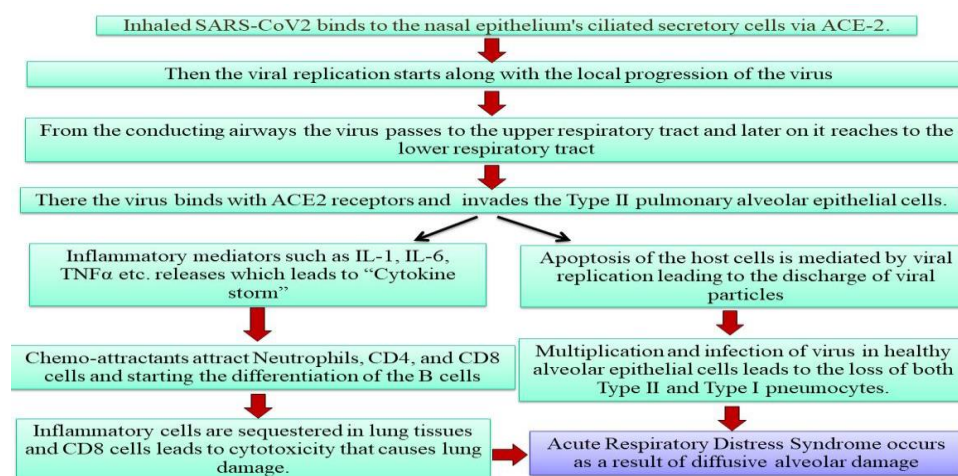 Inhaled SARS-CoV2 binds to the nasal epithelium's ciliated secretory cells via ACE-2.
Then the viral replication starts along with the local progression of the virus
From the conducting airways the virus passes to the upper respiratory tract and later on it reaches to the
lower respiratory tract
There the virus binds with ACE2 receptors and invades the Type II pulmonary alveolar epithelial cells.
Inflammatory mediators such as IL-1, IL-6,
TNFα etc. releases which leads to “Cytokine
storm”
Chemo-attractants attract Neutrophils, CD4, and CD8
cells and starting the differentiation of the B cells
Inflammatory cells are sequestered in lung tissues
and CD8 cells leads to cytotoxicity that causes lung
damage.
Apoptosis of the host cells is mediated by viral
replication leading to the discharge of viral
particles
Multiplication and infection of virus in healthy
alveolar epithelial cells leads to the loss of both
Type II and Type I pneumocytes.
Acute Respiratory Distress Syndrome occurs
as a result of diffusive alveolar damage